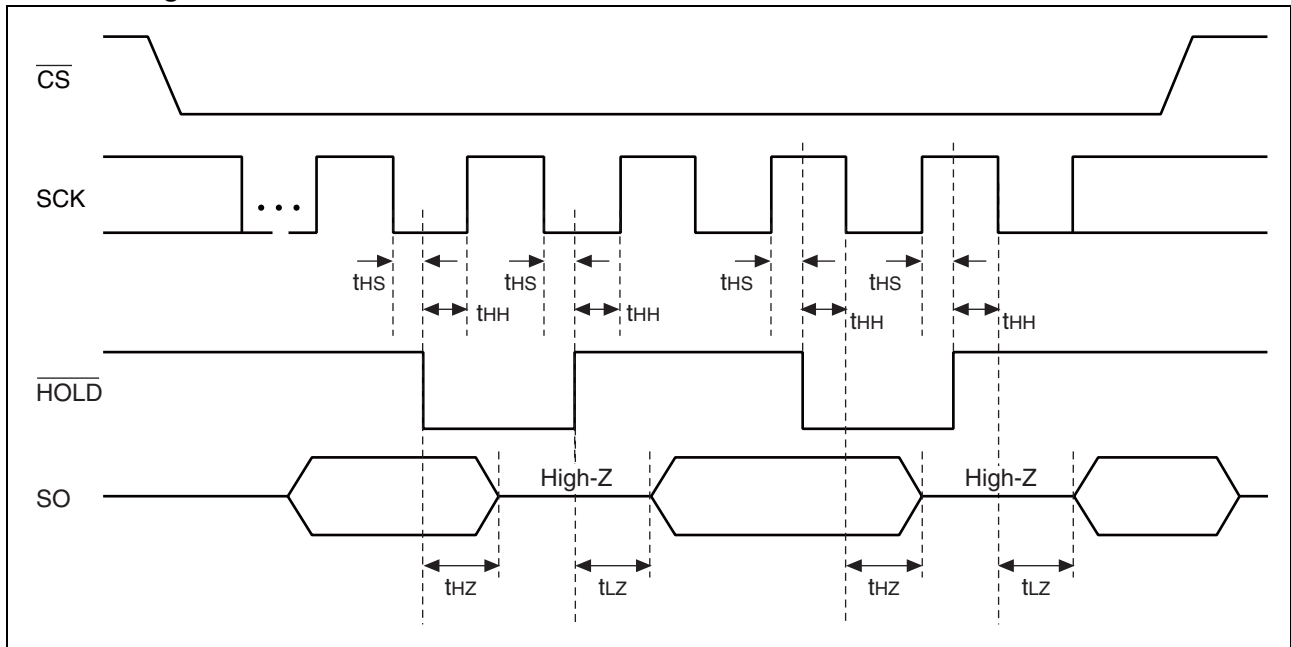 CS
SCK
• • •
tHS
tHS
tHS
tHS
tHH
tHH
tHH
tHH
HOLD
High-Z
High-Z
SO
tHZ
tLZ
tHZ
tLZ